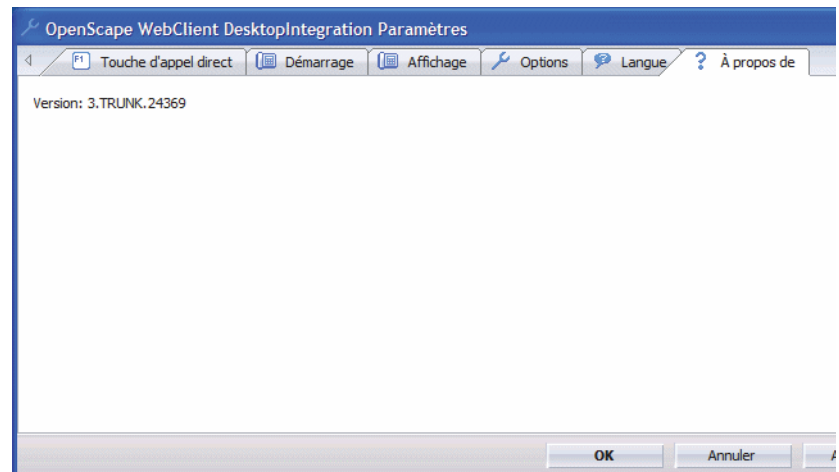 OpenScape WebClient DesktopIntegration Paramètres
F1 Touche d'appel direct Démarrage Affichage Options Langue ? À propos de
Version: 3.TRUNK.24369
OK Annuler